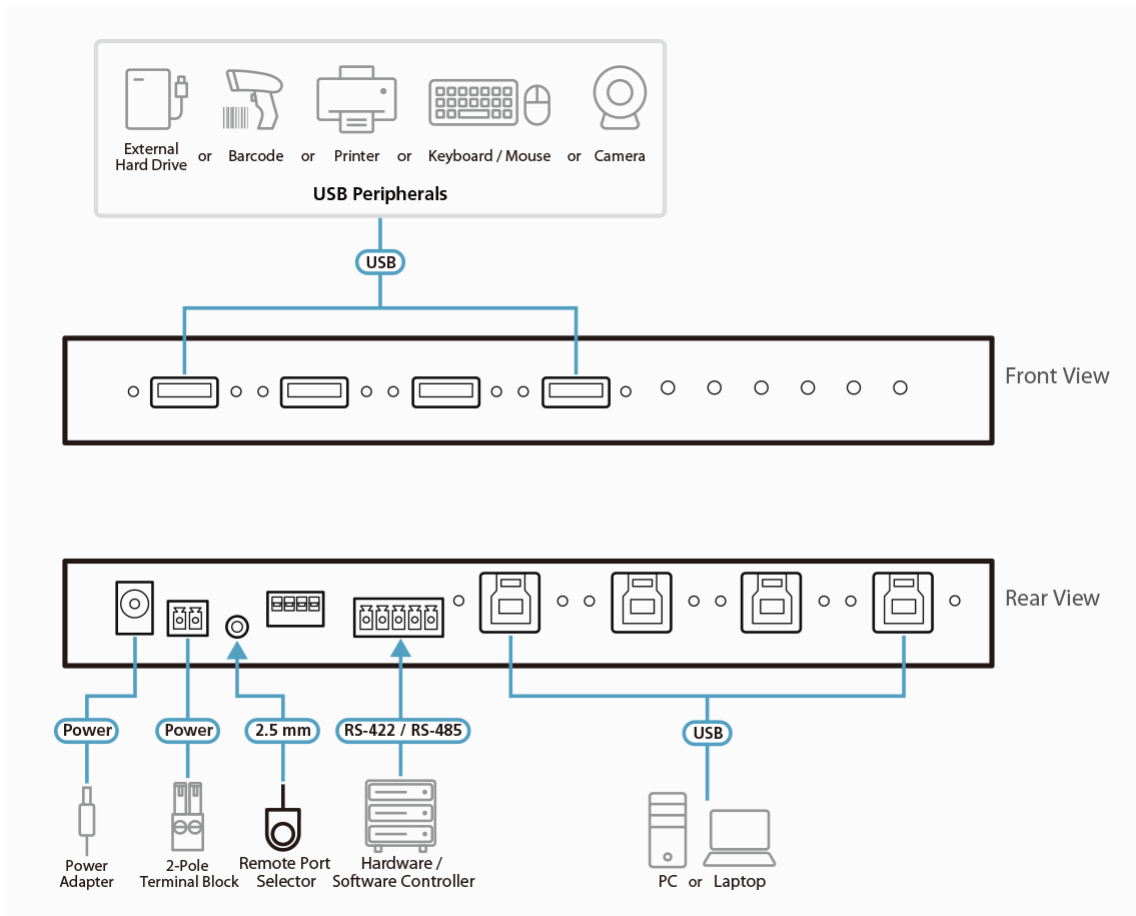 External
Hard Drive or Barcode or Printer or Keyboard / Mouse or Camera
USB Peripherals
USB
Front View
Rear View
Power
Power
2.5 mm
RS-422 / RS-485
USB
Power
Adapter
2-Pole
Terminal Block
Remote Port
Selector
Hardware /
Software Controller
PC or Laptop